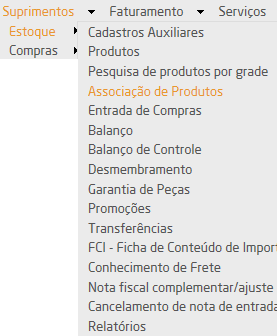 Suprimentos Faturamento Serviços
Estoque
Compras
Cadastros Auxiliares
Produtos
Pesquisa de produtos por grade
Associação de Produtos
Entrada de Compras
Balanço
Balanço de Controle
Desmembramento
Garantia de Peças
Promoções
Transferências
FCI - Ficha de Conteúdo de Import
Conhecimento de Frete
Nota fiscal complementar/ajuste
Cancelamento de nota de entrada
Relatórios